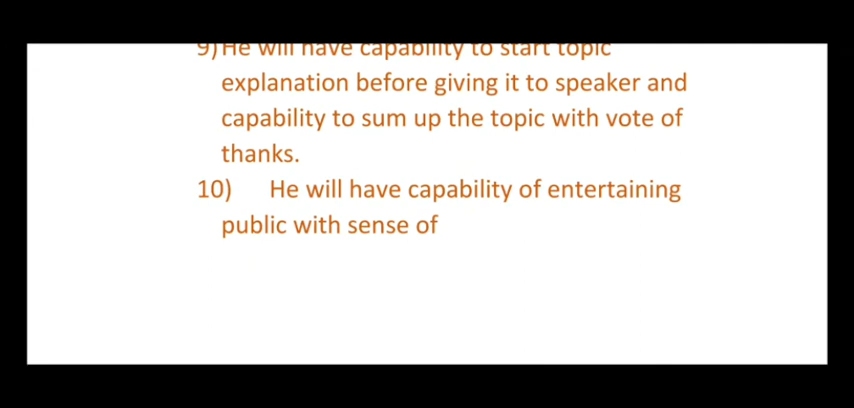 9) He will have capability to start topic
explanation before giving it to speaker and
capability to sum up the topic with vote of
thanks.
10) He will have capability of entertaining
public with sense of